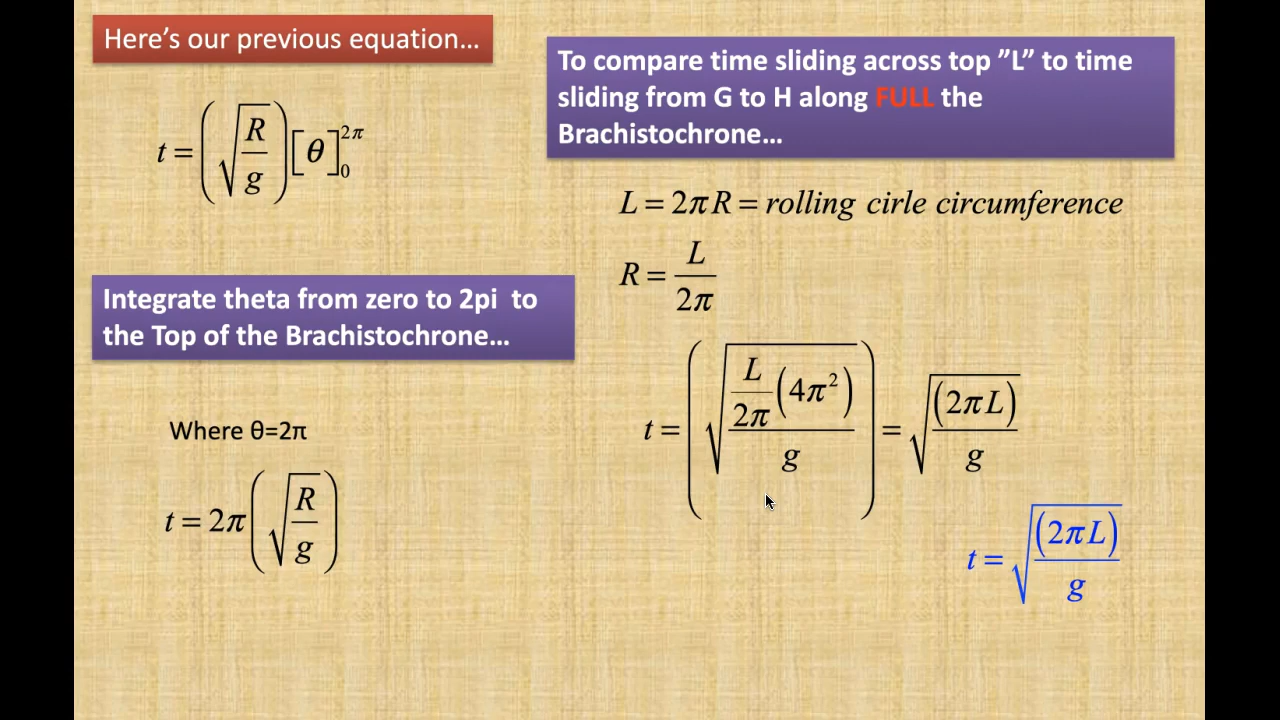 Here's our previous equation...
t = (√(R/g)) [θ]₀^{2π}
Integrate theta from zero to 2pi to
the Top of the Brachistochrone...
Where θ=2π
t = 2π(√(R/g))
To compare time sliding across top ”L” to time
sliding from G to H along FULL the
Brachistochrone...
L = 2πR = rolling cirle circumference
R = L/2π
t = (√((L/2π)(4π²)/g)) = √((2πL)/g)
t = √((2πL)/g)